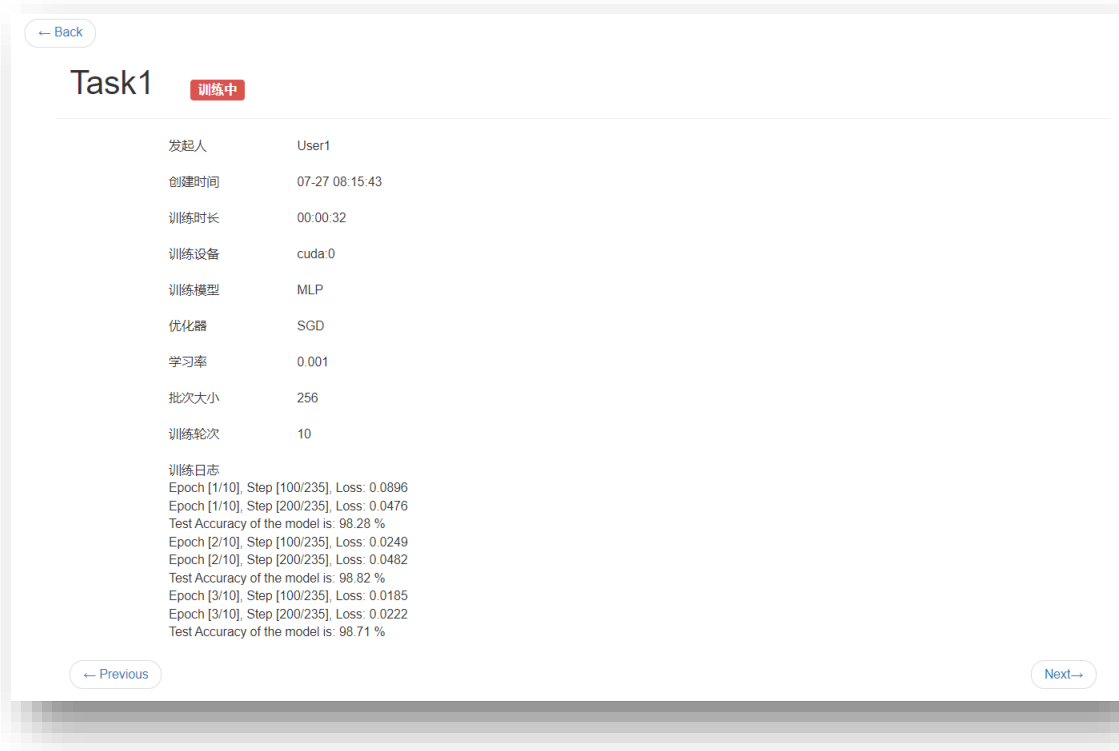 ← Back
Task1 训练中
发起人 User1
创建时间 07-27 08:15:43
训练时长 00:00:32
训练设备 cuda:0
训练模型 MLP
优化器 SGD
学习率 0.001
批次大小 256
训练轮次 10
训练日志
Epoch [1/10], Step [100/235], Loss: 0.0896
Epoch [1/10], Step [200/235], Loss: 0.0476
Test Accuracy of the model is: 98.28 %
Epoch [2/10], Step [100/235], Loss: 0.0249
Epoch [2/10], Step [200/235], Loss: 0.0482
Test Accuracy of the model is: 98.82 %
Epoch [3/10], Step [100/235], Loss: 0.0185
Epoch [3/10], Step [200/235], Loss: 0.0222
Test Accuracy of the model is: 98.71 %
← Previous Next→